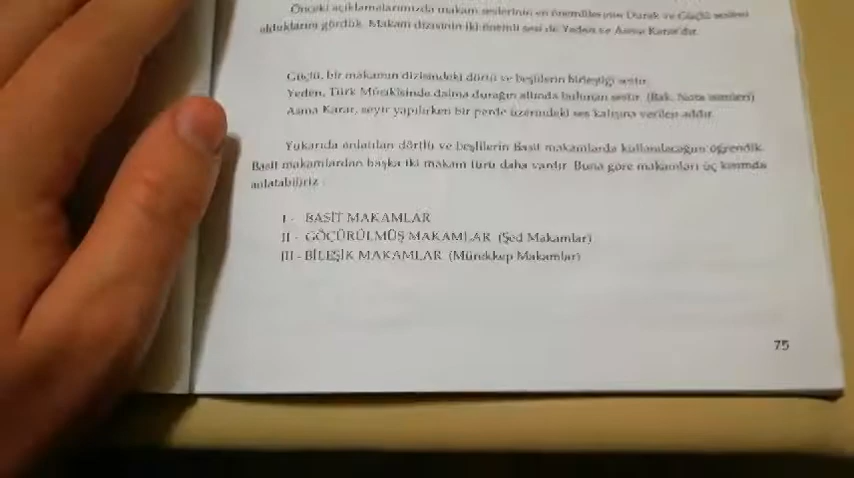 Önceki açıklamalarımızda makam seslerinin en önemlilerinin Durak ve Güçlü sesleri
olduklarını gördük. Makam dizisinin iki önemli sesi de Yeden ve Asma Karar'dır.
Güçlü, bir makamın dizisindeki dörtlü ve beşlilerin birleştiği sestir.
Yeden, Türk Musıkisinde daima durağın altında bulunan sestir. (Bak. Nota isimleri)
Asma Karar, seyir yapılırken bir perde üzerindeki ses kalışına verilen addır.
Yukarıda anlatılan dörtlü ve beşlilerin Basit makamlarda kullanılacağını öğrendik.
Basit makamlardan başka iki makam türü daha vardır. Buna göre makamları üç kısımda
anlatabiliriz.
I - BASİT MAKAMLAR
II - GÖÇÜRÜLMÜŞ MAKAMLAR (Şed Makamlar)
III - BİLEŞİK MAKAMLAR (Mürekkep Makamlar)
75